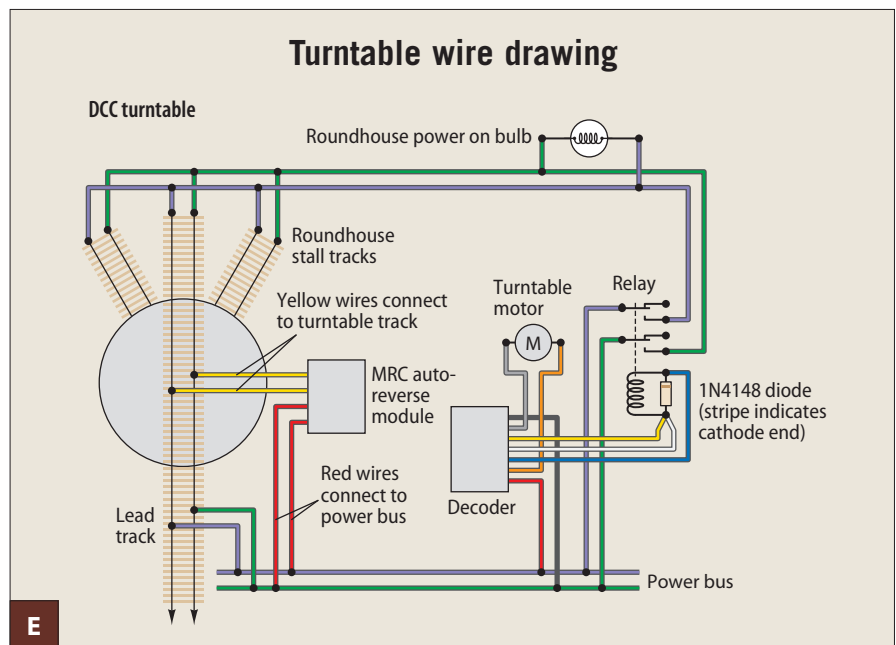 Turntable wire drawing
DCC turntable
Roundhouse power on bulb
Roundhouse
stall tracks
Yellow wires connect
to turntable track
Turntable
motor
Relay
M
MRC auto-
reverse
module
1N4148 diode
(stripe indicates
cathode end)
Red wires
connect to
power bus
Decoder
Lead
track
Power bus
E